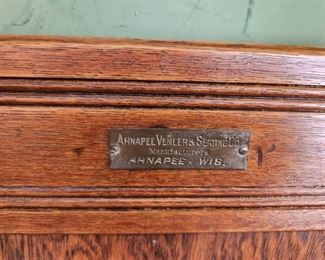 AHNAPEE VENEER & SEATING CO.
Manufacturers
AHNAPEE. WIS.